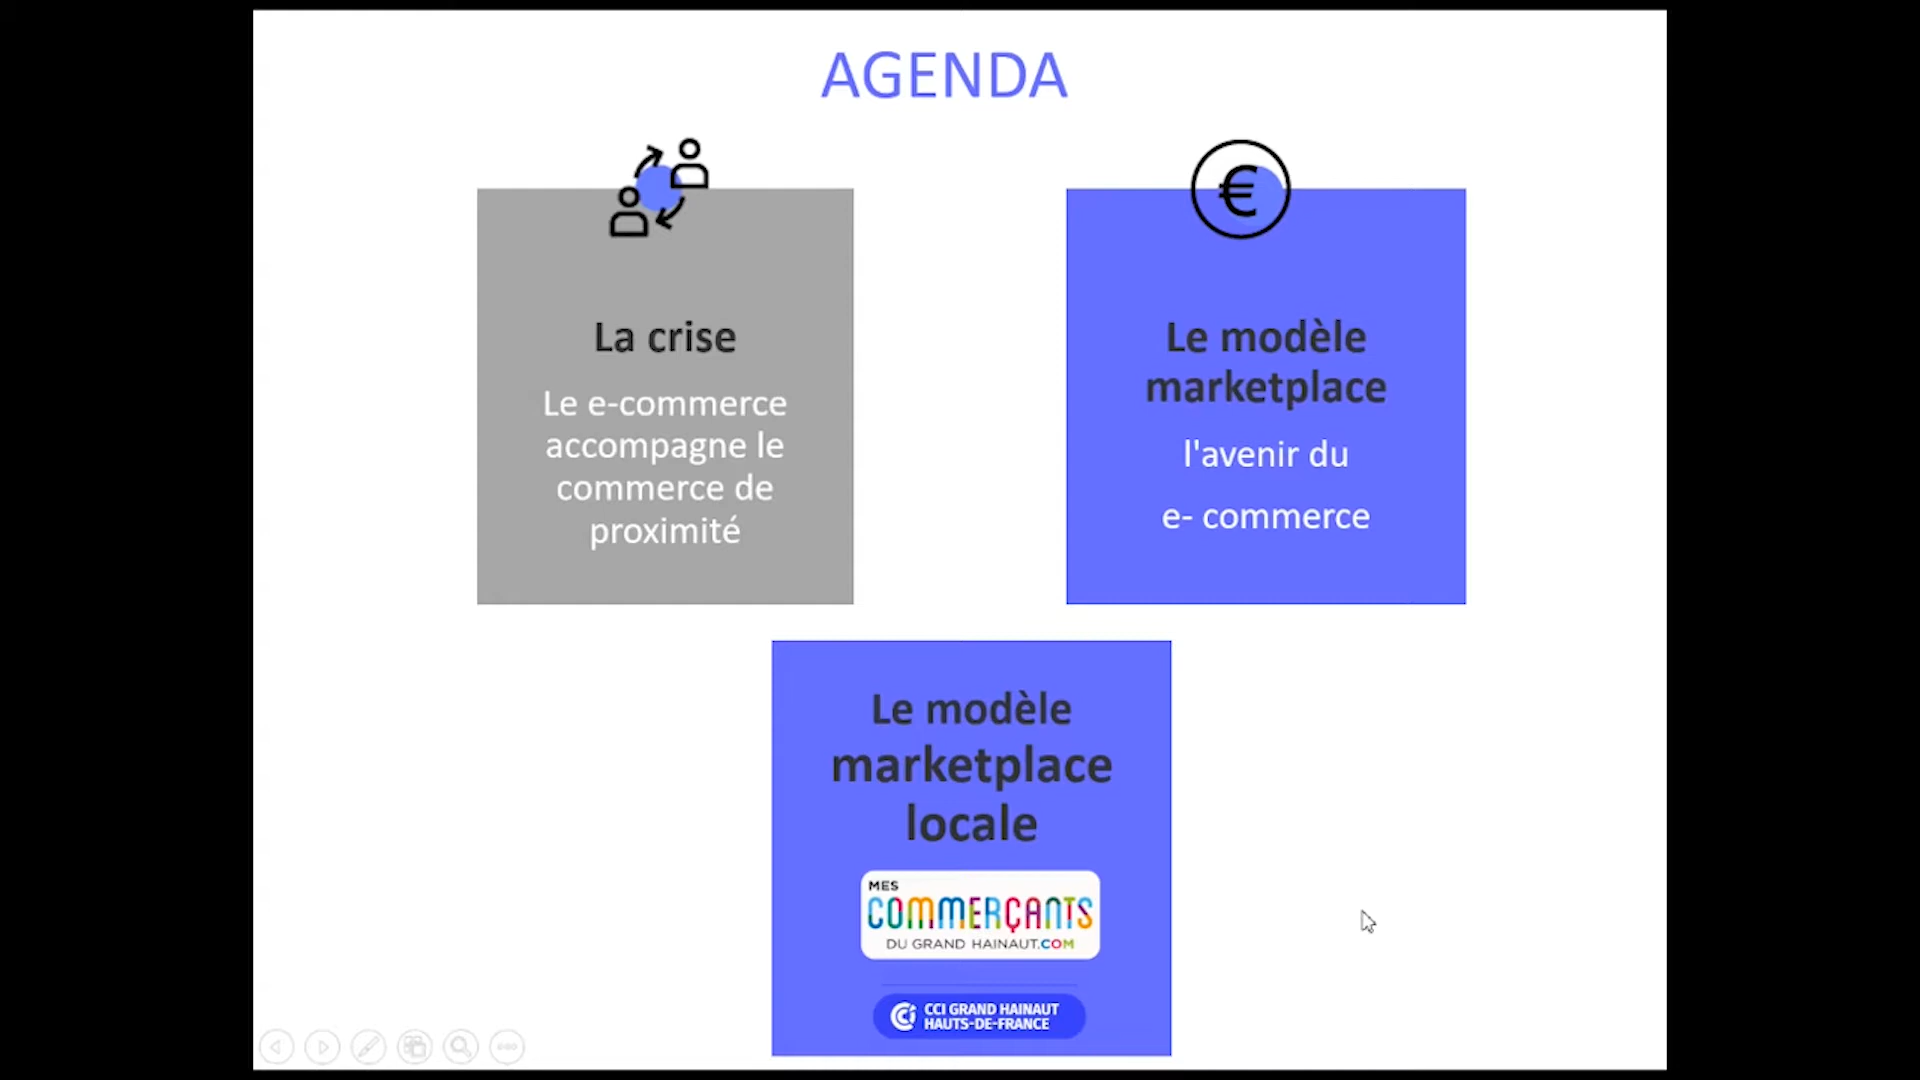 AGENDA
La crise
Le e-commerce
accompagne le
commerce de
proximité
€
Le modèle
marketplace
l'avenir du
e- commerce
Le modèle
marketplace
locale
MES
COMMERÇANTS
DU GRAND HAINAUT.COM
CCI GRAND HAINAUT
HAUTS-DE-FRANCE